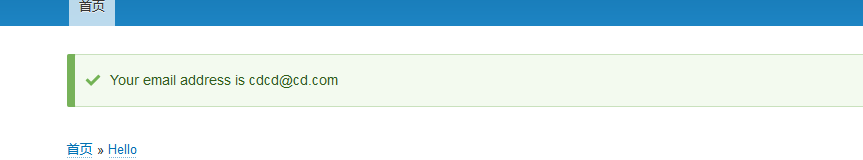 首页
Your email address is cdcd@cd.com
首页 » Hello